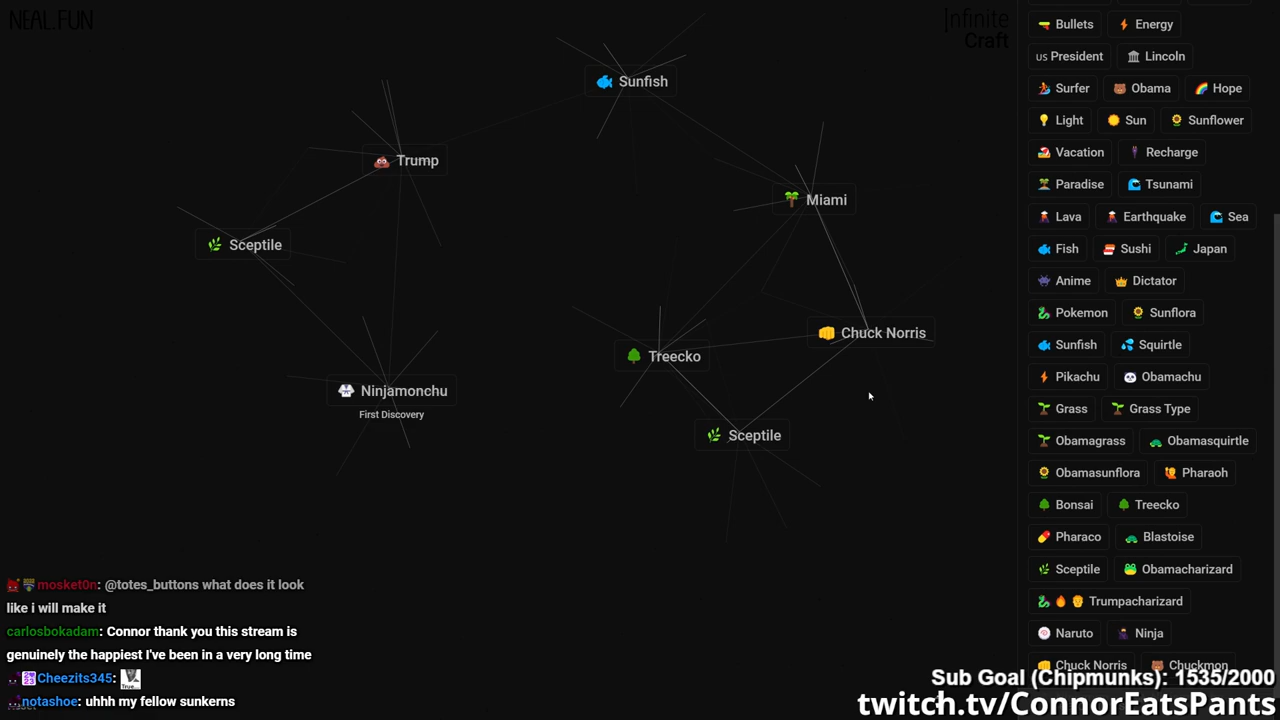 NEAL.FUN
Infinite
Craft
Sunfish
Trump
Miami
Sceptile
Chuck Norris
Treecko
Ninjamonchu
First Discovery
Sceptile
Bullets Energy
US President Lincoln
Surfer Obama Hope
Light Sun Sunflower
Vacation Recharge
Paradise Tsunami
Lava Earthquake Sea
Fish Sushi Japan
Anime Dictator
Pokemon Sunflora
Sunfish Squirtle
Pikachu Obamachu
Grass Grass Type
Obamagrass Obamasquirtle
Obamasunflora Pharaoh
Bonsai Treecko
Pharaco Blastoise
Sceptile Obamacharizard
Trumpacharizard
Naruto Ninja
Chuck Norris Chuckmon
mosket0n: @totes_buttons what does it look
like i will make it
carlosbokadam: Connor thank you this stream is
genuinely the happiest I've been in a very long time
Cheezits345:
notashoe: uhhh my fellow sunkerns
Sub Goal (Chipmunks): 1535/2000
twitch.tv/ConnorEatsPants